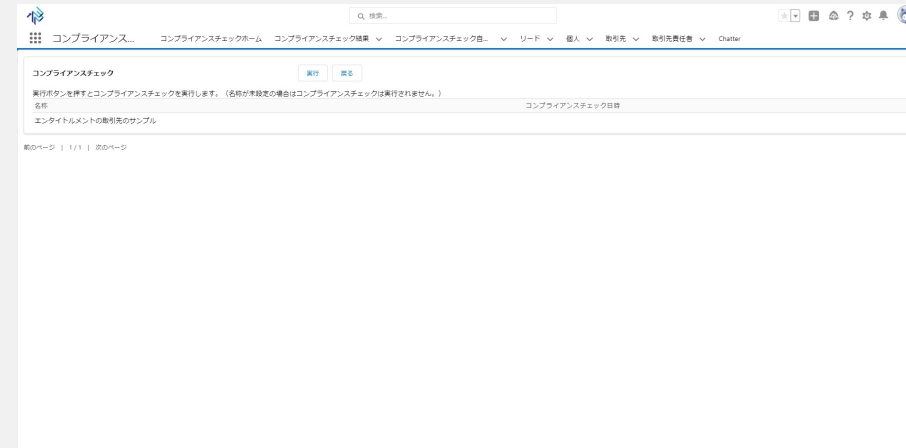 検索...
コンプライアンス... コンプライアンスチェックホーム コンプライアンスチェック結果 コンプライアンスチェック自... リード 個人 取引先 取引先責任者 Chatter
コンプライアンスチェック 実行 戻る
実行ボタンを押すとコンプライアンスチェックを実行します。（名称が未設定の場合はコンプライアンスチェックは実行されません。）
名称 コンプライアンスチェック日時
エンタイトルメントの取引先のサンプル
前のページ | 1/1 | 次のページ